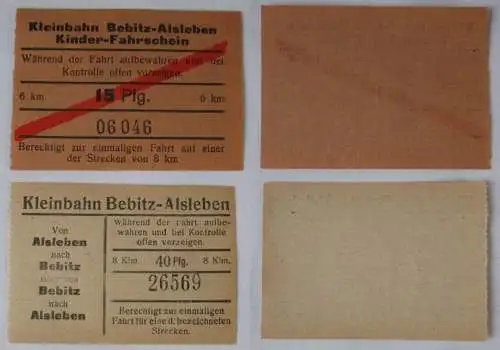 Kleinbahn Bebitz-Alsleben
Kinder-Fahrschein
Während der Fahrt aufbewahren und bei
Kontrolle offen vorzeigen.
6 km 15 Pfg. 6 km
06046
Berechtigt zur einmaligen Fahrt auf einer
der Strecken von 8 km
Kleinbahn Bebitz-Alsleben
Von
Alsleben
nach
Bebitz
Bebitz
nach
Alsleben
Während der Fahrt aufbe-
wahren und bei Kontrolle
offen vorzeigen.
8 Klm. 40 Pfg. 8 Klm.
26569
Berechtigt zur einmaligen
Fahrt für eine d. bezeichneten
Strecken.